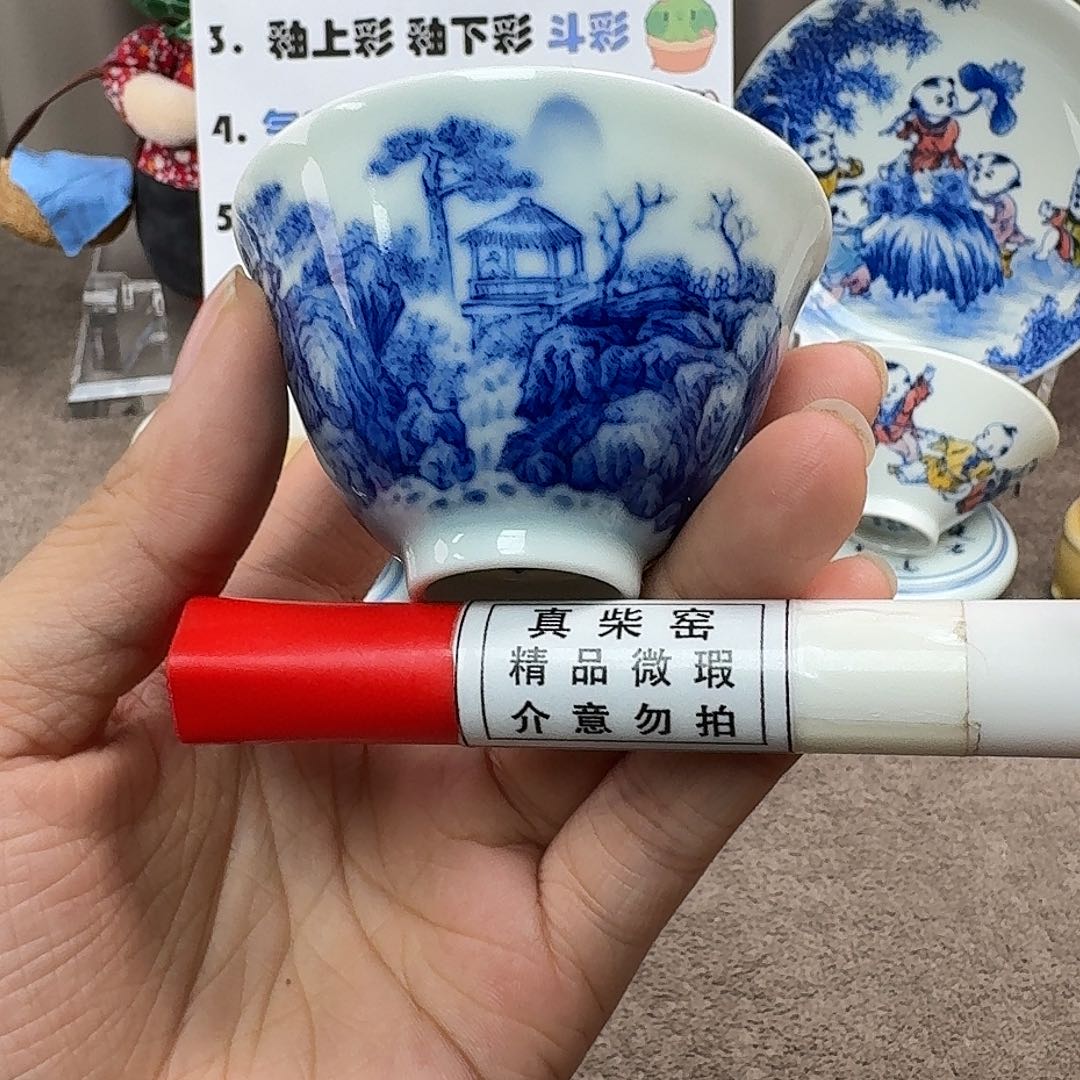 3. 釉上彩 釉下彩 斗彩
4.
5
真柴窑
精品微瑕
介意勿拍